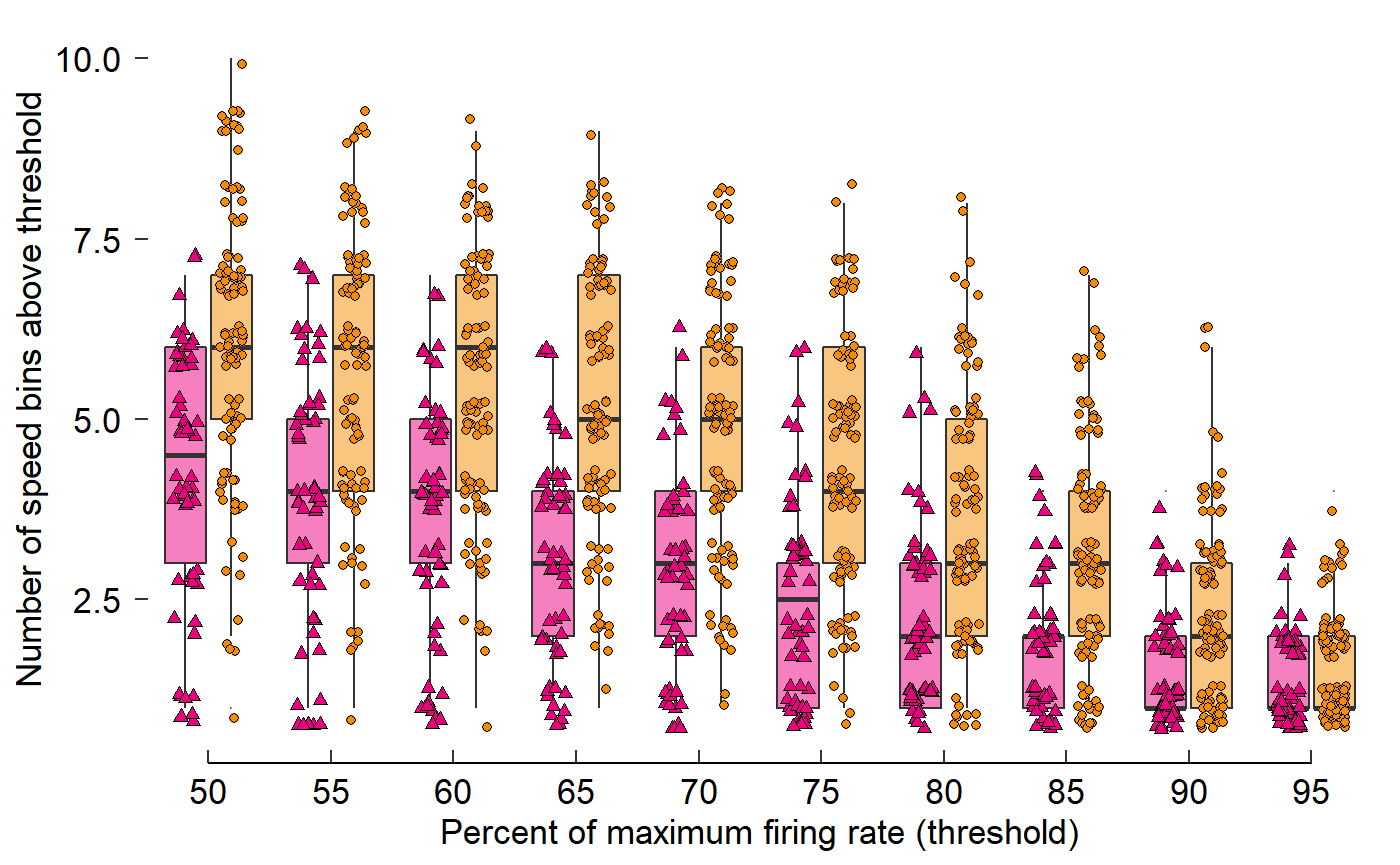 Number of speed bins above threshold
10.0
7.5
5.0
2.5
50 55 60 65 70 75 80 85 90 95
Percent of maximum firing rate (threshold)